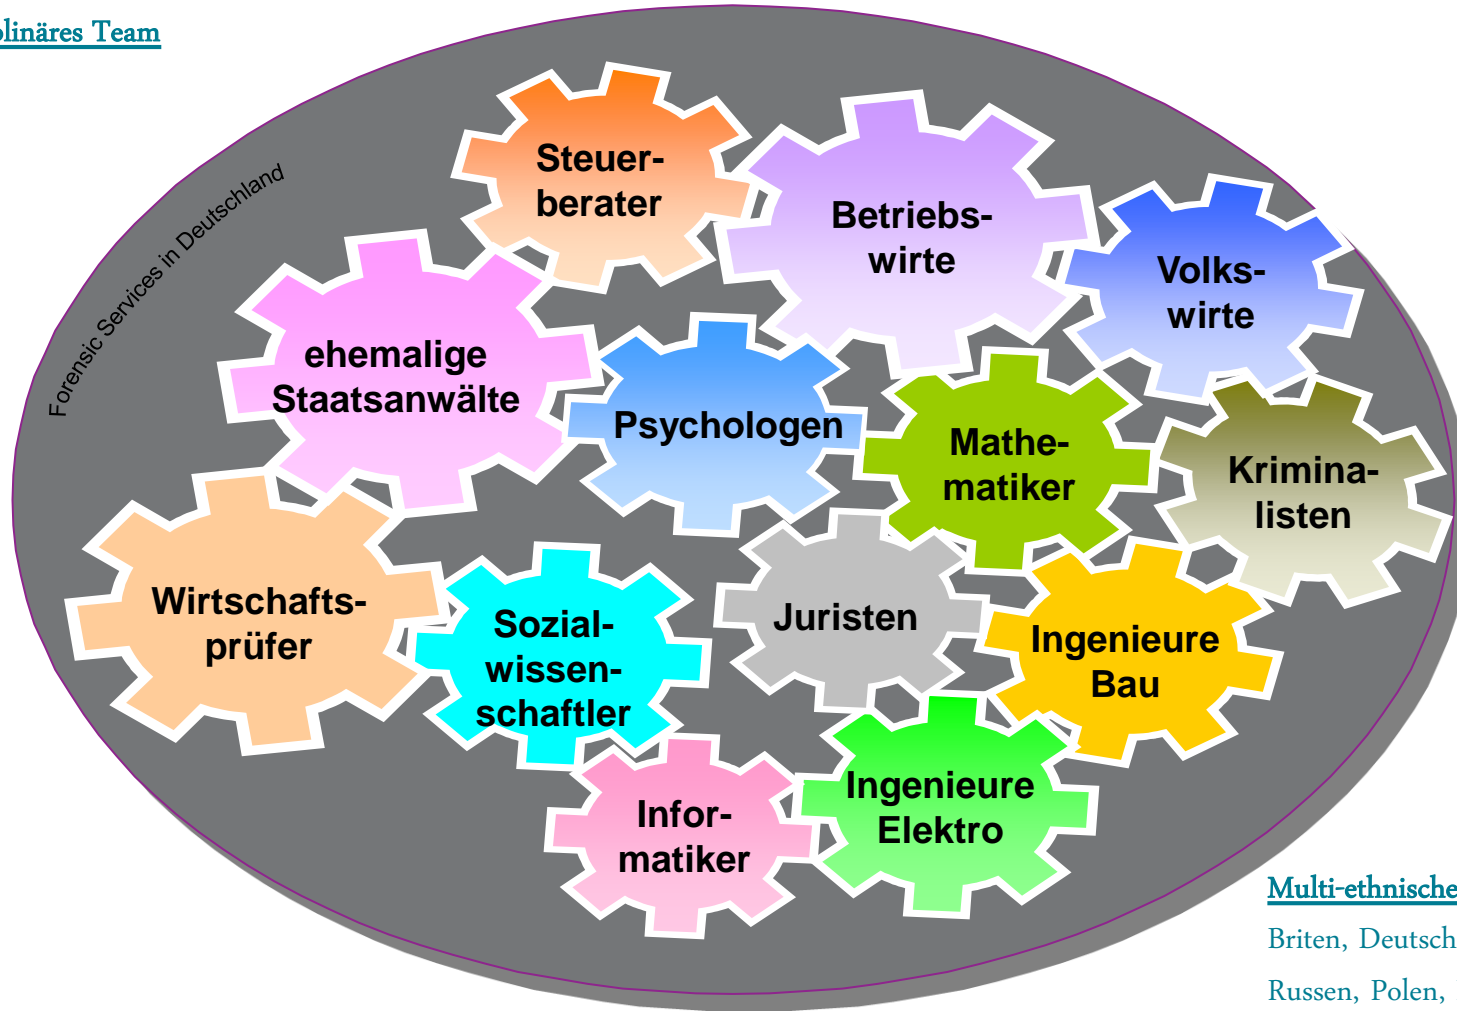 plinäres Team
Forensic Services in Deutschland
Steuer-
berater
Betriebs-
wirte
Volks-
wirte
ehemalige
Staatsanwälte
Psychologen
Mathe-
matiker
Krimina-
listen
Wirtschafts-
prüfer
Sozial-
wissen-
schaftler
Juristen
Ingenieure
Bau
Infor-
matiker
Ingenieure
Elektro
Multi-ethnische
Briten, Deutsch
Russen, Polen,